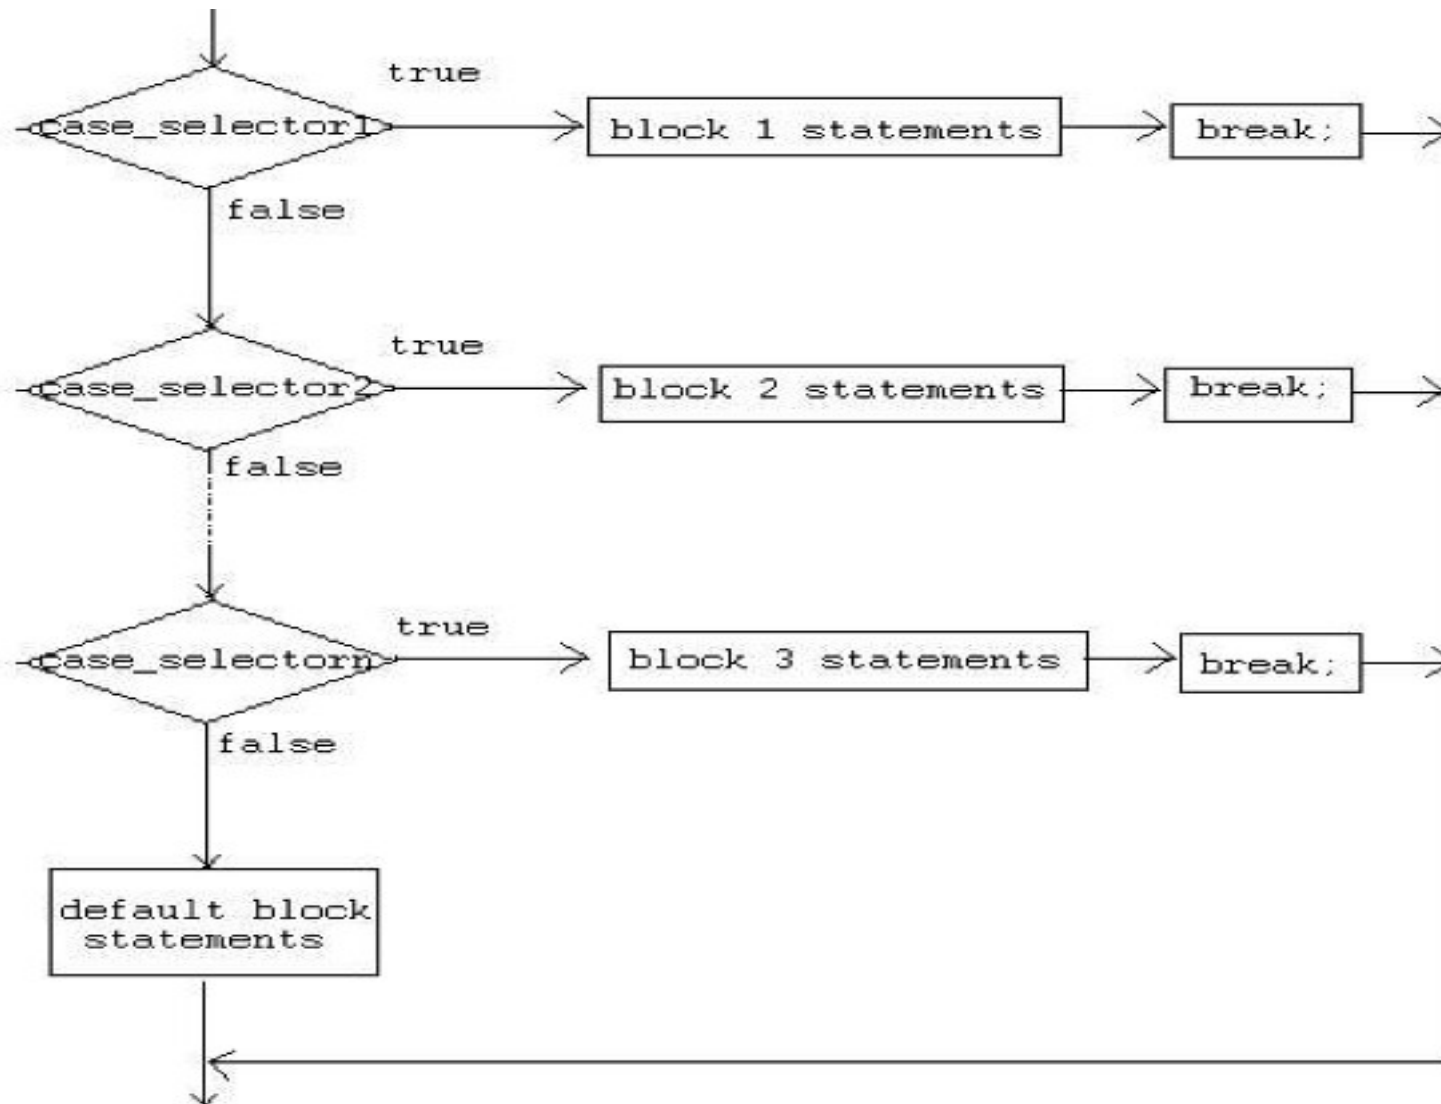 true
case_selector1
block 1 statements
break;
false
true
case_selector2
block 2 statements
break;
false
true
case_selectorn
block 3 statements
break;
false
default block
statements